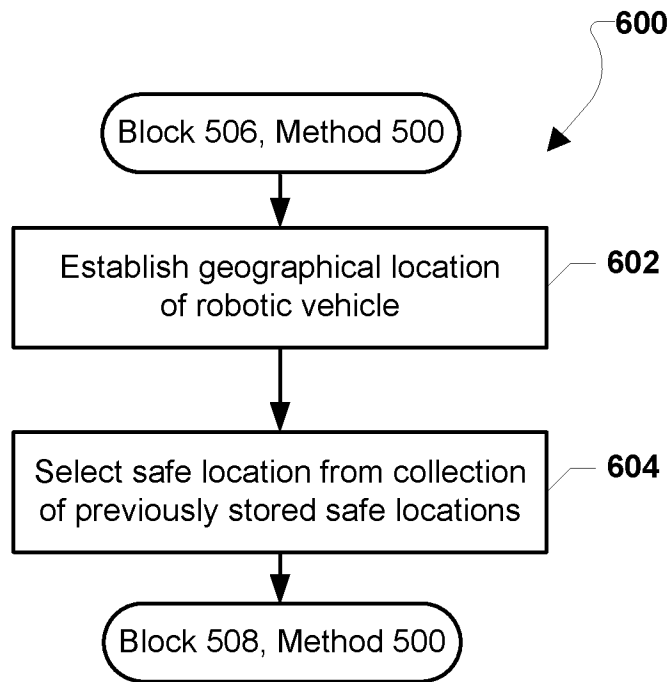 600
Block 506, Method 500
Establish geographical location
of robotic vehicle
602
Select safe location from collection
of previously stored safe locations
604
Block 508, Method 500